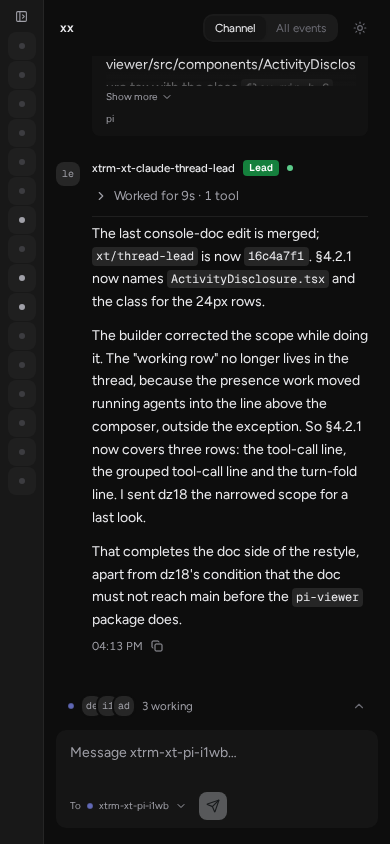 xx
Channel
All events
viewer/src/components/ActivityDisclos
Show more
pi
le
xtrm-xt-claude-thread-lead
Lead
Worked for 9s · 1 tool
The last console-doc edit is merged;
xt/thread-lead is now 16c4a7f1. §4.2.1
now names ActivityDisclosure.tsx and
the class for the 24px rows.
The builder corrected the scope while doing
it. The "working row" no longer lives in the
thread, because the presence work moved
running agents into the line above the
composer, outside the exception. So §4.2.1
now covers three rows: the tool-call line,
the grouped tool-call line and the turn-fold
line. I sent dz18 the narrowed scope for a
last look.
That completes the doc side of the restyle,
apart from dz18's condition that the doc
must not reach main before the pi-viewer
package does.
04:13 PM
de i1 ad 3 working
Message xtrm-xt-pi-i1wb...
To xtrm-xt-pi-i1wb